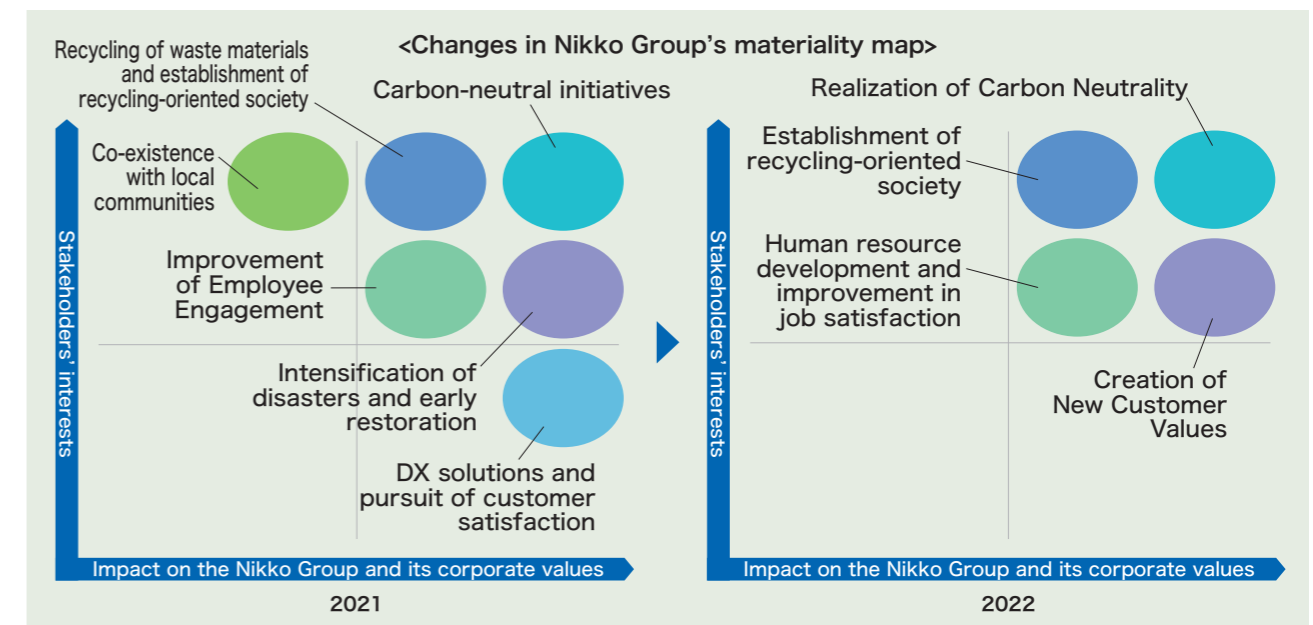 <Changes in Nikko Group's materiality map>
Recycling of waste materials
and establishment of
recycling-oriented society
Carbon-neutral initiatives
Co-existence
with local
communities
Improvement
of Employee
Engagement
Intensification of
disasters and early
restoration
DX solutions and
pursuit of customer
satisfaction
Stakeholders' interests
Impact on the Nikko Group and its corporate values
2021
Realization of Carbon Neutrality
Establishment of
recycling-oriented
society
Human resource
development and
improvement in
job satisfaction
Creation of
New Customer
Values
Stakeholders' interests
Impact on the Nikko Group and its corporate values
2022